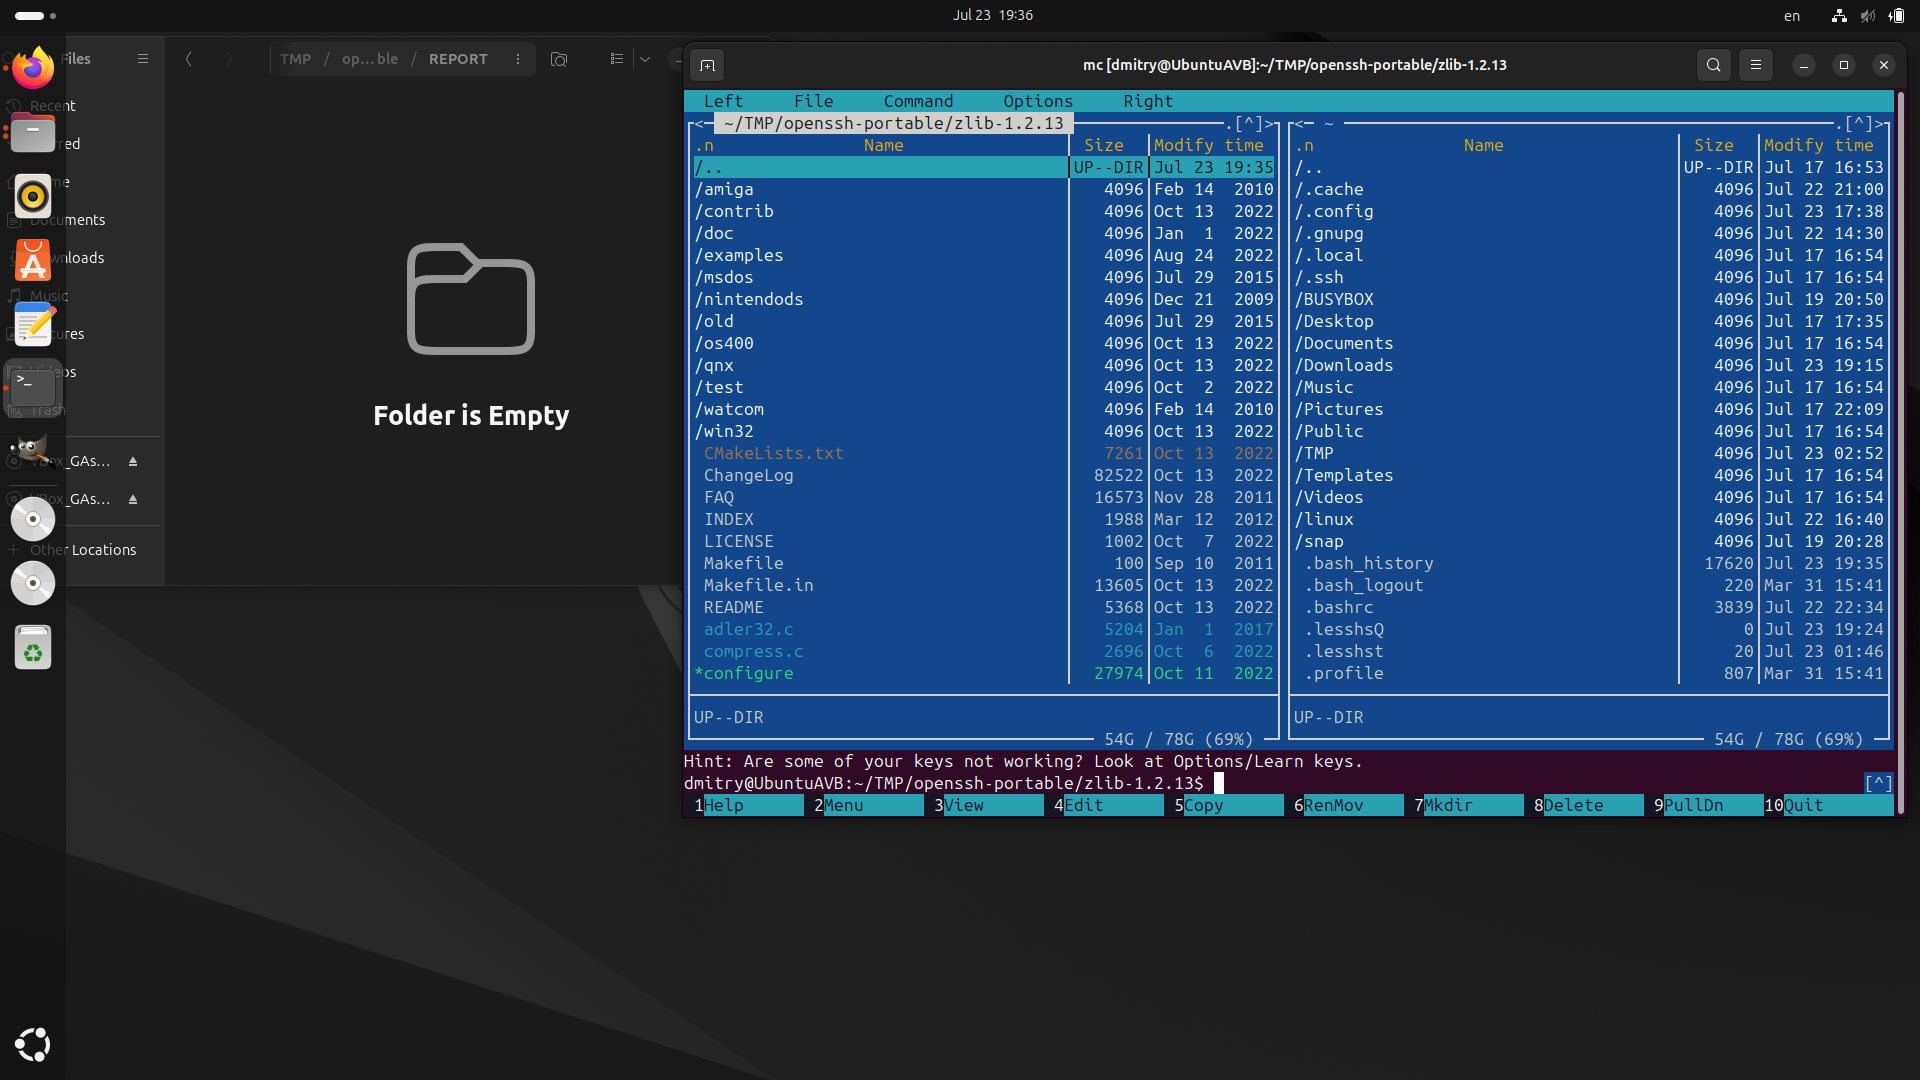 Jul 23 19:36
en
Files
TMP / op…ble / REPORT
Recent
Documents
Music
Trash
Other Locations
Folder is Empty
mc [dmitry@UbuntuAVB]:~/TMP/openssh-portable/zlib-1.2.13
Left File Command Options Right
<─ ~/TMP/openssh-portable/zlib-1.2.13 ─.[^]>
.n Name Size Modify time
/.. UP--DIR Jul 23 19:35
/amiga 4096 Feb 14 2010
/contrib 4096 Oct 13 2022
/doc 4096 Jan 1 2022
/examples 4096 Aug 24 2022
/msdos 4096 Jul 29 2015
/nintendods 4096 Dec 21 2009
/old 4096 Jul 29 2015
/os400 4096 Oct 13 2022
/qnx 4096 Oct 13 2022
/test 4096 Oct 2 2022
/watcom 4096 Feb 14 2010
/win32 4096 Oct 13 2022
CMakeLists.txt 7261 Oct 13 2022
ChangeLog 82522 Oct 13 2022
FAQ 16573 Nov 28 2011
INDEX 1988 Mar 12 2012
LICENSE 1002 Oct 7 2022
Makefile 100 Sep 10 2011
Makefile.in 13605 Oct 13 2022
README 5368 Oct 13 2022
adler32.c 5204 Jan 1 2017
compress.c 2696 Oct 6 2022
*configure 27974 Oct 11 2022
UP--DIR
54G / 78G (69%)
<─ ~ ─.[^]>
.n Name Size Modify time
/.. UP--DIR Jul 17 16:53
/.cache 4096 Jul 22 21:00
/.config 4096 Jul 23 17:38
/.gnupg 4096 Jul 22 14:30
/.local 4096 Jul 17 16:54
/.ssh 4096 Jul 17 16:54
/BUSYBOX 4096 Jul 19 20:50
/Desktop 4096 Jul 17 17:35
/Documents 4096 Jul 17 16:54
/Downloads 4096 Jul 23 19:15
/Music 4096 Jul 17 16:54
/Pictures 4096 Jul 17 22:09
/Public 4096 Jul 17 16:54
/TMP 4096 Jul 23 02:52
/Templates 4096 Jul 17 16:54
/Videos 4096 Jul 17 16:54
/linux 4096 Jul 22 16:40
/snap 4096 Jul 19 20:28
.bash_history 17620 Jul 23 19:35
.bash_logout 220 Mar 31 15:41
.bashrc 3839 Jul 22 22:34
.lesshsQ 0 Jul 23 19:24
.lesshst 20 Jul 23 01:46
.profile 807 Mar 31 15:41
UP--DIR
54G / 78G (69%)
Hint: Are some of your keys not working? Look at Options/Learn keys.
dmitry@UbuntuAVB:~/TMP/openssh-portable/zlib-1.2.13$ [^]
1Help 2Menu 3View 4Edit 5Copy 6RenMov 7Mkdir 8Delete 9PullDn 10Quit